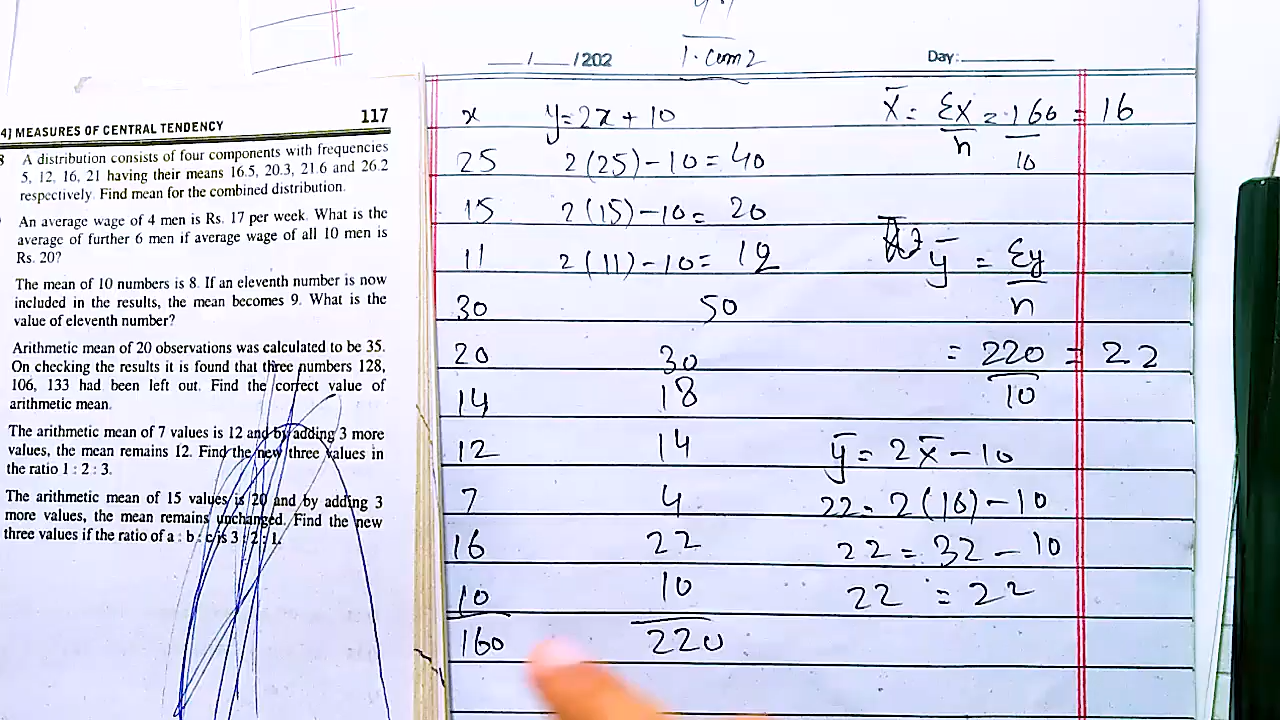 1.com2
__/__/202 Day:
117
4] MEASURES OF CENTRAL TENDENCY
A distribution consists of four components with frequencies
5, 12, 16, 21 having their means 16.5, 20.3, 21.6 and 26.2
respectively. Find mean for the combined distribution.
An average wage of 4 men is Rs. 17 per week. What is the
average of further 6 men if average wage of all 10 men is
Rs. 20?
The mean of 10 numbers is 8. If an eleventh number is now
included in the results, the mean becomes 9. What is the
value of eleventh number?
Arithmetic mean of 20 observations was calculated to be 35.
On checking the results it is found that three numbers 128,
106, 133 had been left out. Find the correct value of
arithmetic mean.
The arithmetic mean of 7 values is 12 and by adding 3 more
values, the mean remains 12. Find the new three values in
the ratio 1 : 2 : 3.
The arithmetic mean of 15 values is 20 and by adding 3
more values, the mean remains unchanged. Find the new
three values if the ratio of a : b : c is 3 : 2 : 1.
x y=2x+10
25 2(25)-10=40
15 2(15)-10=20
11 2(11)-10=12
30 50
20 30
14 18
12 14
7 4
16 22
10 10
160 220
X̄ = Σx/n = 160/10 = 16
ȳ = Σy/n
= 220/10 = 22
ȳ = 2x̄ - 10
22 = 2(16) - 10
22 = 32 - 10
22 = 22